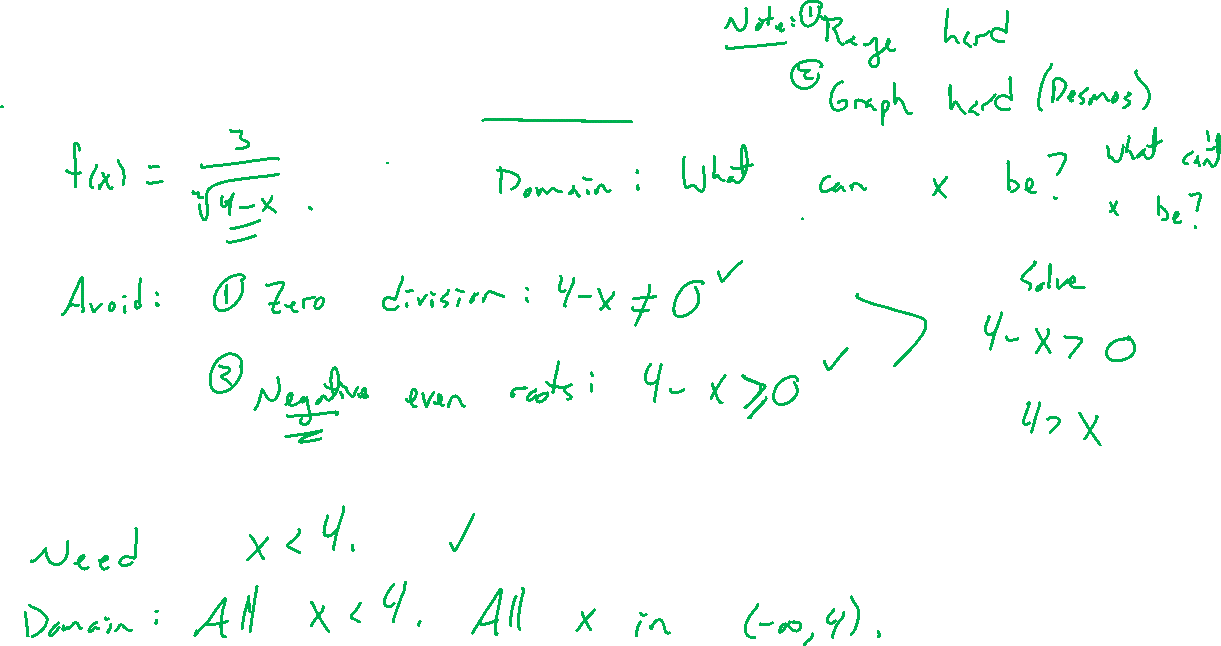 Note: ① Range hard
② Graph hard (Desmos)
f(x) = 3/√(4-x). Domain: What can x be? What can't x be?
Avoid: ① Zero division: 4-x ≠ 0 ✓
② Negative even roots: 4-x ≥ 0 ✓
Solve
4-x > 0
4 > x
Need x < 4. ✓
Domain: All x < 4. All x in (-∞, 4).